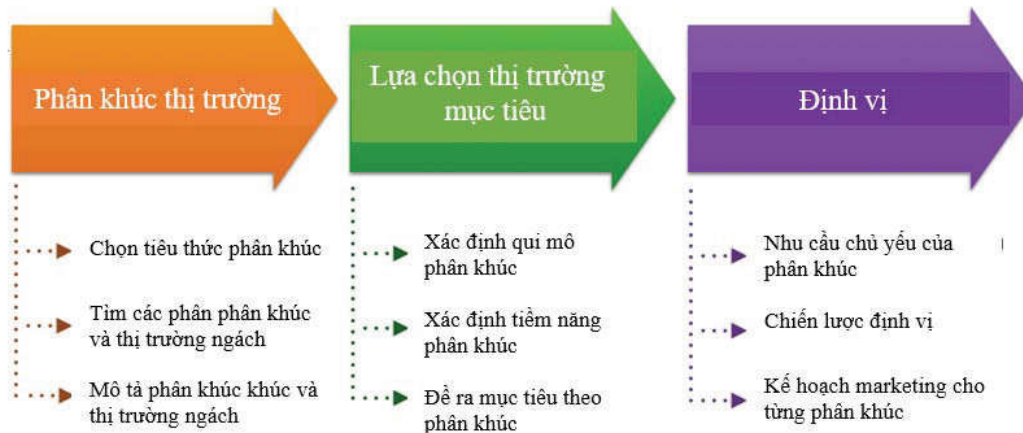 Phân khúc thị trường
Chọn tiêu thức phân khúc
Tìm các phân phân khúc
và thị trường ngách
Mô tả phân khúc khúc và
thị trường ngách
Lựa chọn thị trường
mục tiêu
Xác định qui mô
phân khúc
Xác định tiềm năng
phân khúc
Đề ra mục tiêu theo
phân khúc
Định vị
Nhu cầu chủ yếu của
phân khúc
Chiến lược định vị
Kế hoạch marketing cho
từng phân khúc